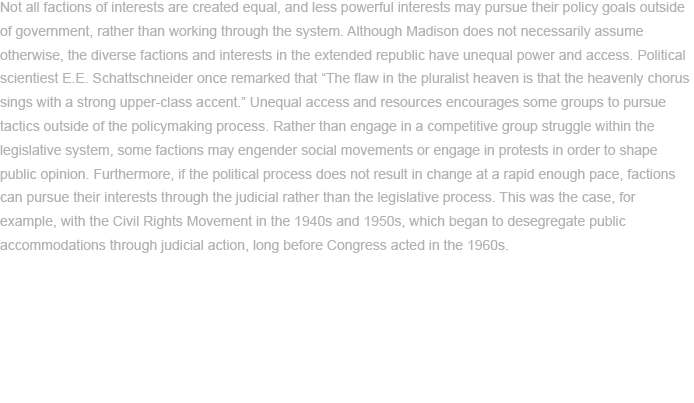 Not all factions of interests are created equal, and less powerful interests may pursue their policy goals outside
of government, rather than working through the system. Although Madison does not necessarily assume
otherwise, the diverse factions and interests in the extended republic have unequal power and access. Political
scientiest E.E. Schattschneider once remarked that “The flaw in the pluralist heaven is that the heavenly chorus
sings with a strong upper-class accent.” Unequal access and resources encourages some groups to pursue
tactics outside of the policymaking process. Rather than engage in a competitive group struggle within the
legislative system, some factions may engender social movements or engage in protests in order to shape
public opinion. Furthermore, if the political process does not result in change at a rapid enough pace, factions
can pursue their interests through the judicial rather than the legislative process. This was the case, for
example, with the Civil Rights Movement in the 1940s and 1950s, which began to desegregate public
accommodations through judicial action, long before Congress acted in the 1960s.